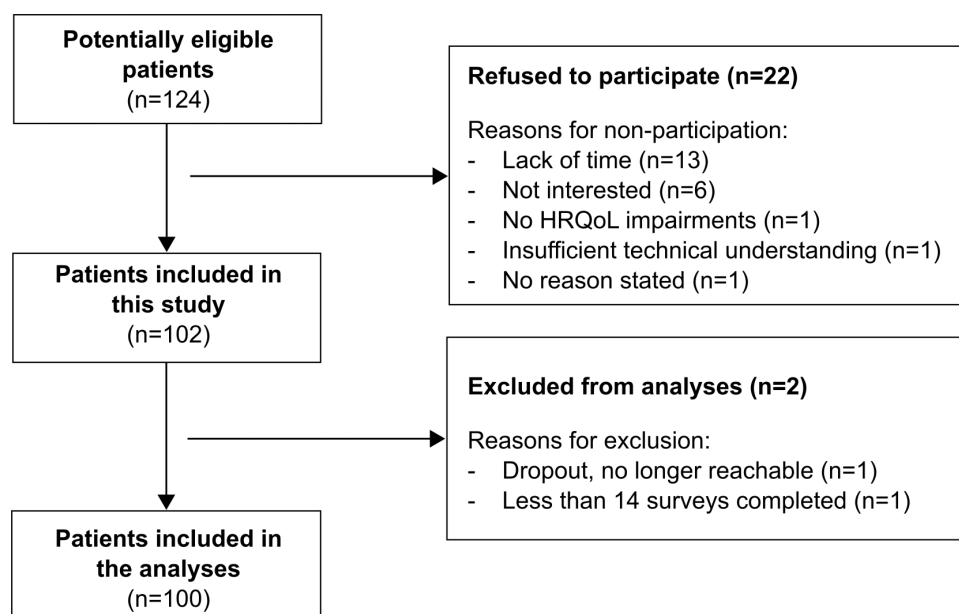 Potentially eligible
patients
(n=124)
Refused to participate (n=22)
Reasons for non-participation:
- Lack of time (n=13)
- Not interested (n=6)
- No HRQoL impairments (n=1)
- Insufficient technical understanding (n=1)
- No reason stated (n=1)
Patients included in
this study
(n=102)
Excluded from analyses (n=2)
Reasons for exclusion:
- Dropout, no longer reachable (n=1)
- Less than 14 surveys completed (n=1)
Patients included in
the analyses
(n=100)